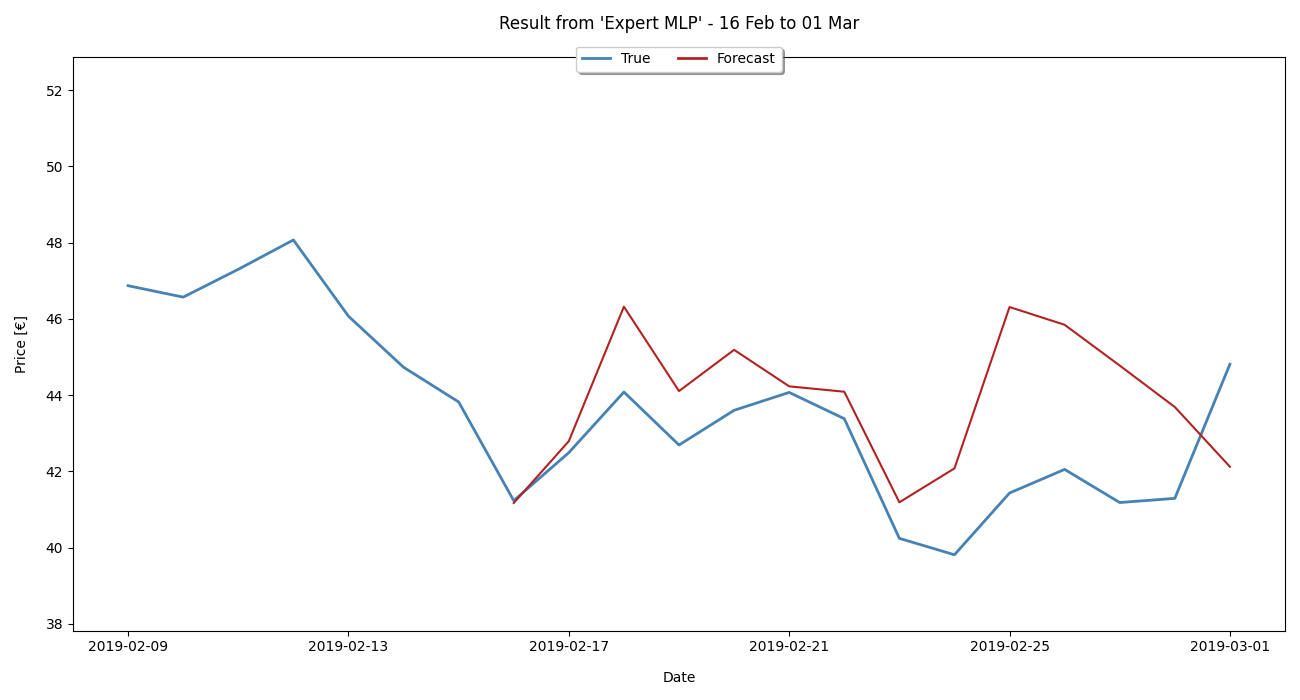 Result from 'Expert MLP' - 16 Feb to 01 Mar
True Forecast
52
50
48
46
44
42
40
38
Price [€]
2019-02-09 2019-02-13 2019-02-17 2019-02-21 2019-02-25 2019-03-01
Date